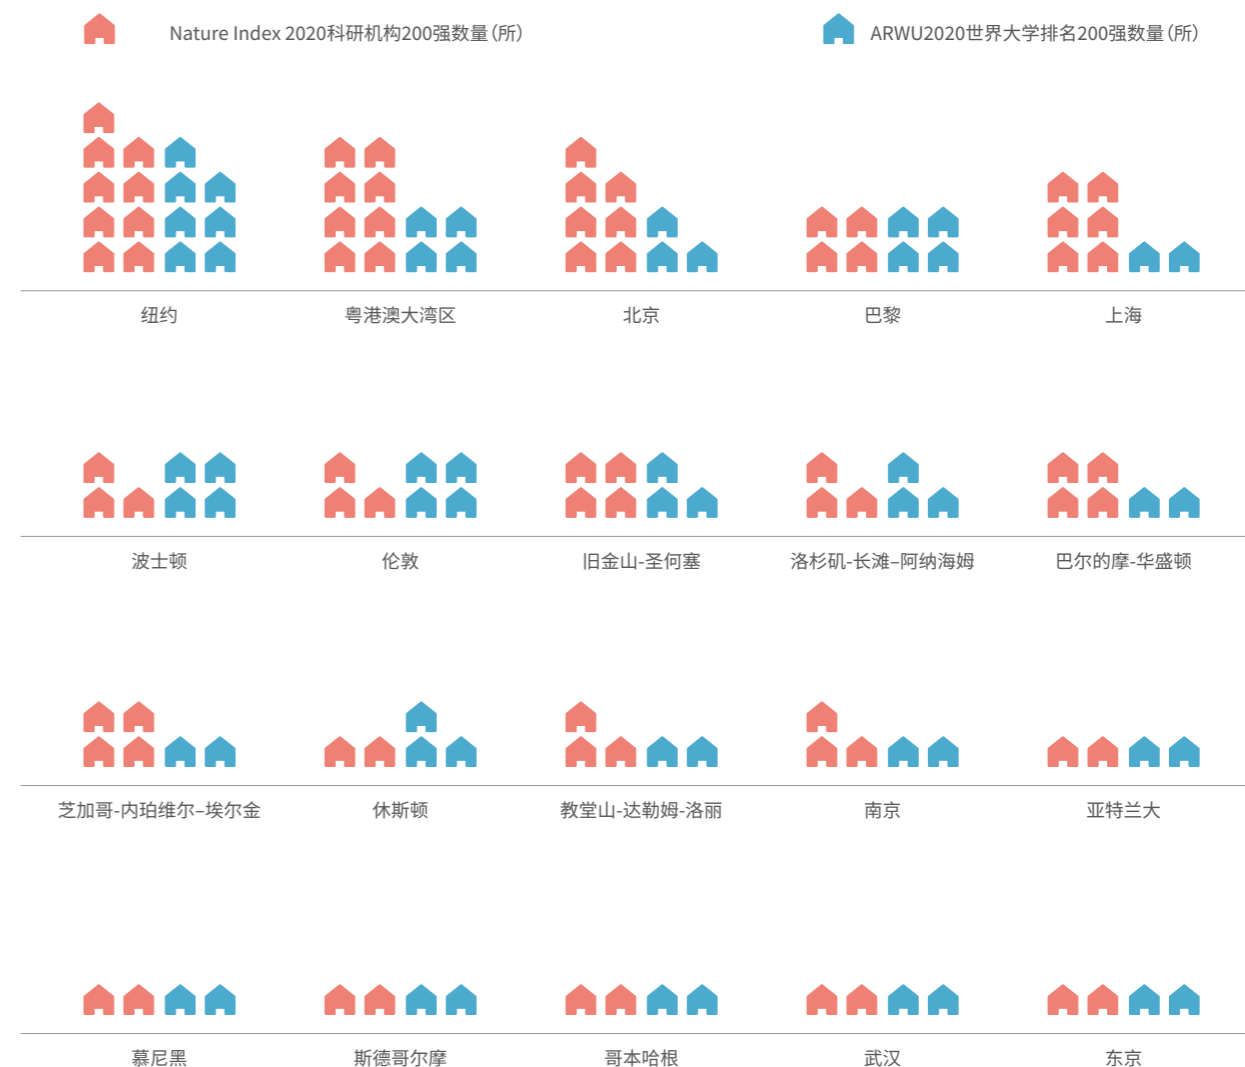 Nature Index 2020科研机构200强数量（所）
ARWU2020世界大学排名200强数量（所）
纽约
粤港澳大湾区
北京
巴黎
上海
波士顿
伦敦
旧金山-圣何塞
洛杉矶-长滩–阿纳海姆
巴尔的摩-华盛顿
芝加哥-内珀维尔–埃尔金
休斯顿
教堂山-达勒姆-洛丽
南京
亚特兰大
慕尼黑
斯德哥尔摩
哥本哈根
武汉
东京